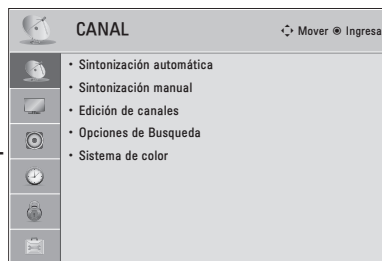 CANAL
Mover Ingresa
• Sintonización automática
• Sintonización manual
• Edición de canales
• Opciones de Busqueda
• Sistema de color